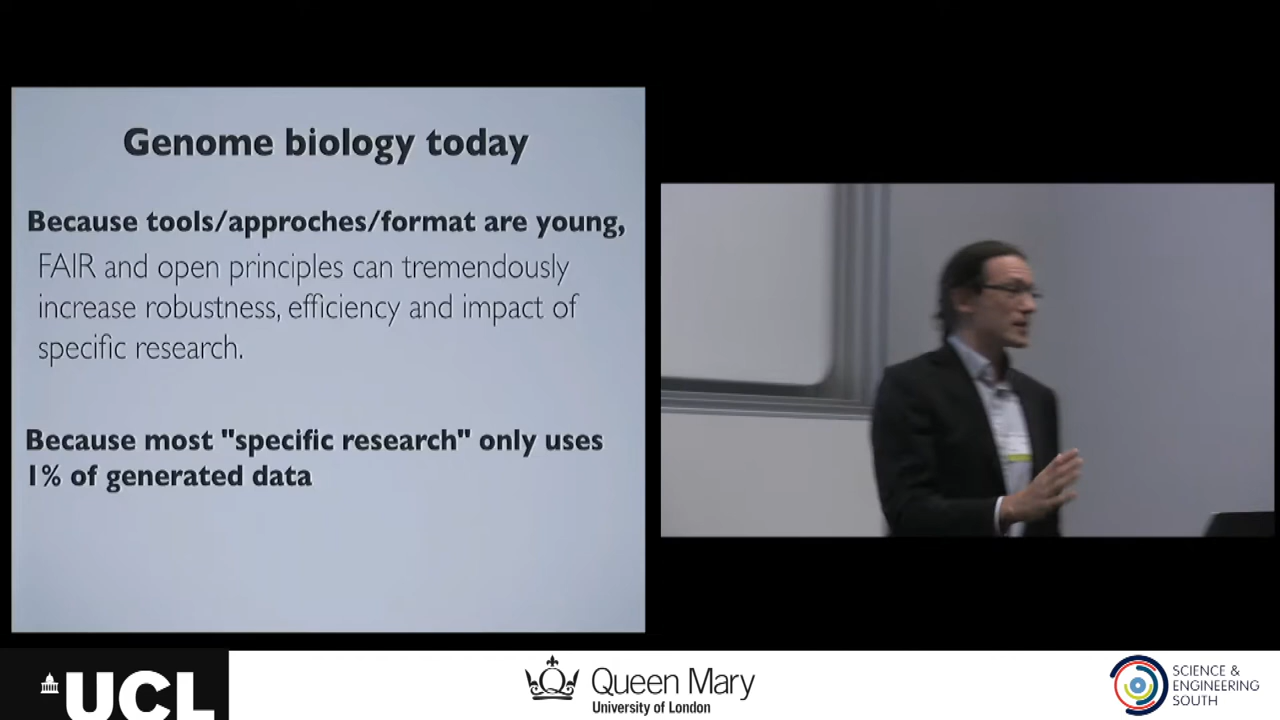 Genome biology today
Because tools/approches/format are young,
FAIR and open principles can tremendously
increase robustness, efficiency and impact of
specific research.
Because most "specific research" only uses
1% of generated data
UCL
Queen Mary
University of London
SCIENCE &
ENGINEERING
SOUTH